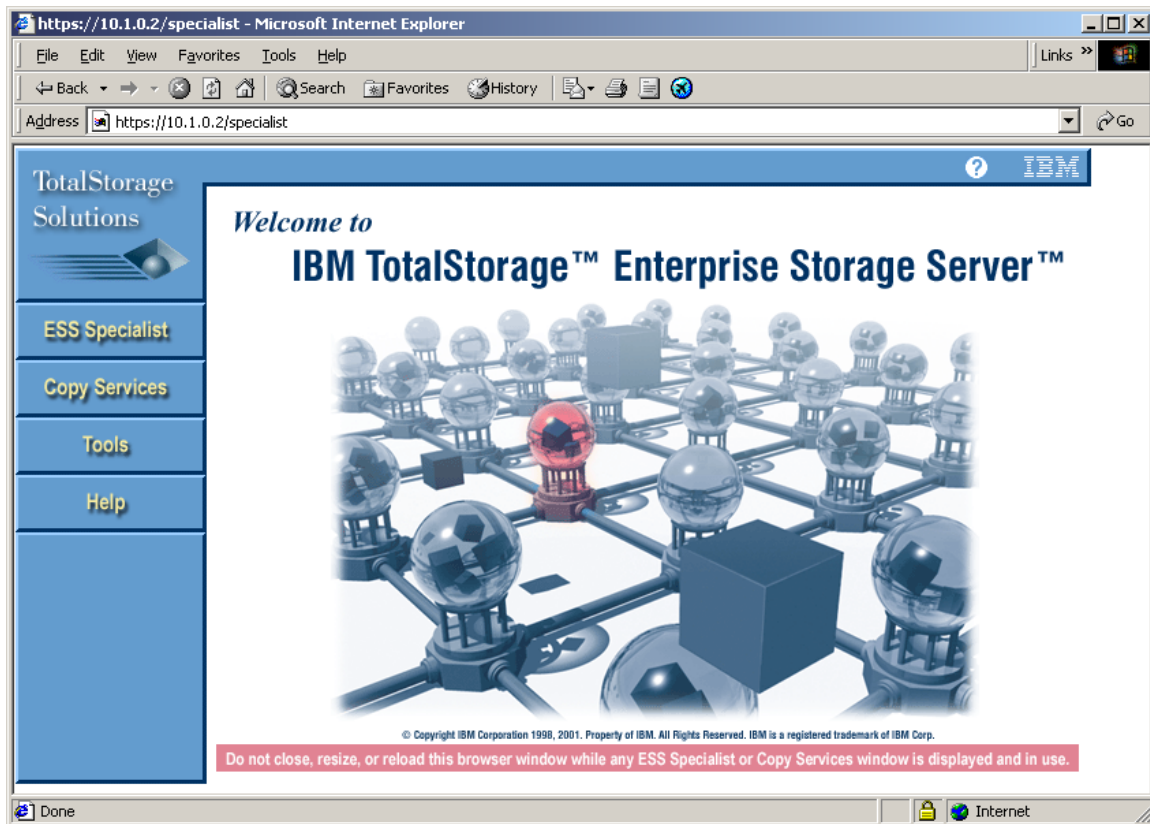 https://10.1.0.2/specialist - Microsoft Internet Explorer
File Edit View Favorites Tools Help
Links »
Back Search Favorites History
Address https://10.1.0.2/specialist Go
TotalStorage
Solutions
? IBM
Welcome to
IBM TotalStorage™ Enterprise Storage Server™
ESS Specialist
Copy Services
Tools
Help
© Copyright IBM Corporation 1998, 2001. Property of IBM. All Rights Reserved. IBM is a registered trademark of IBM Corp.
Do not close, resize, or reload this browser window while any ESS Specialist or Copy Services window is displayed and in use.
Done Internet